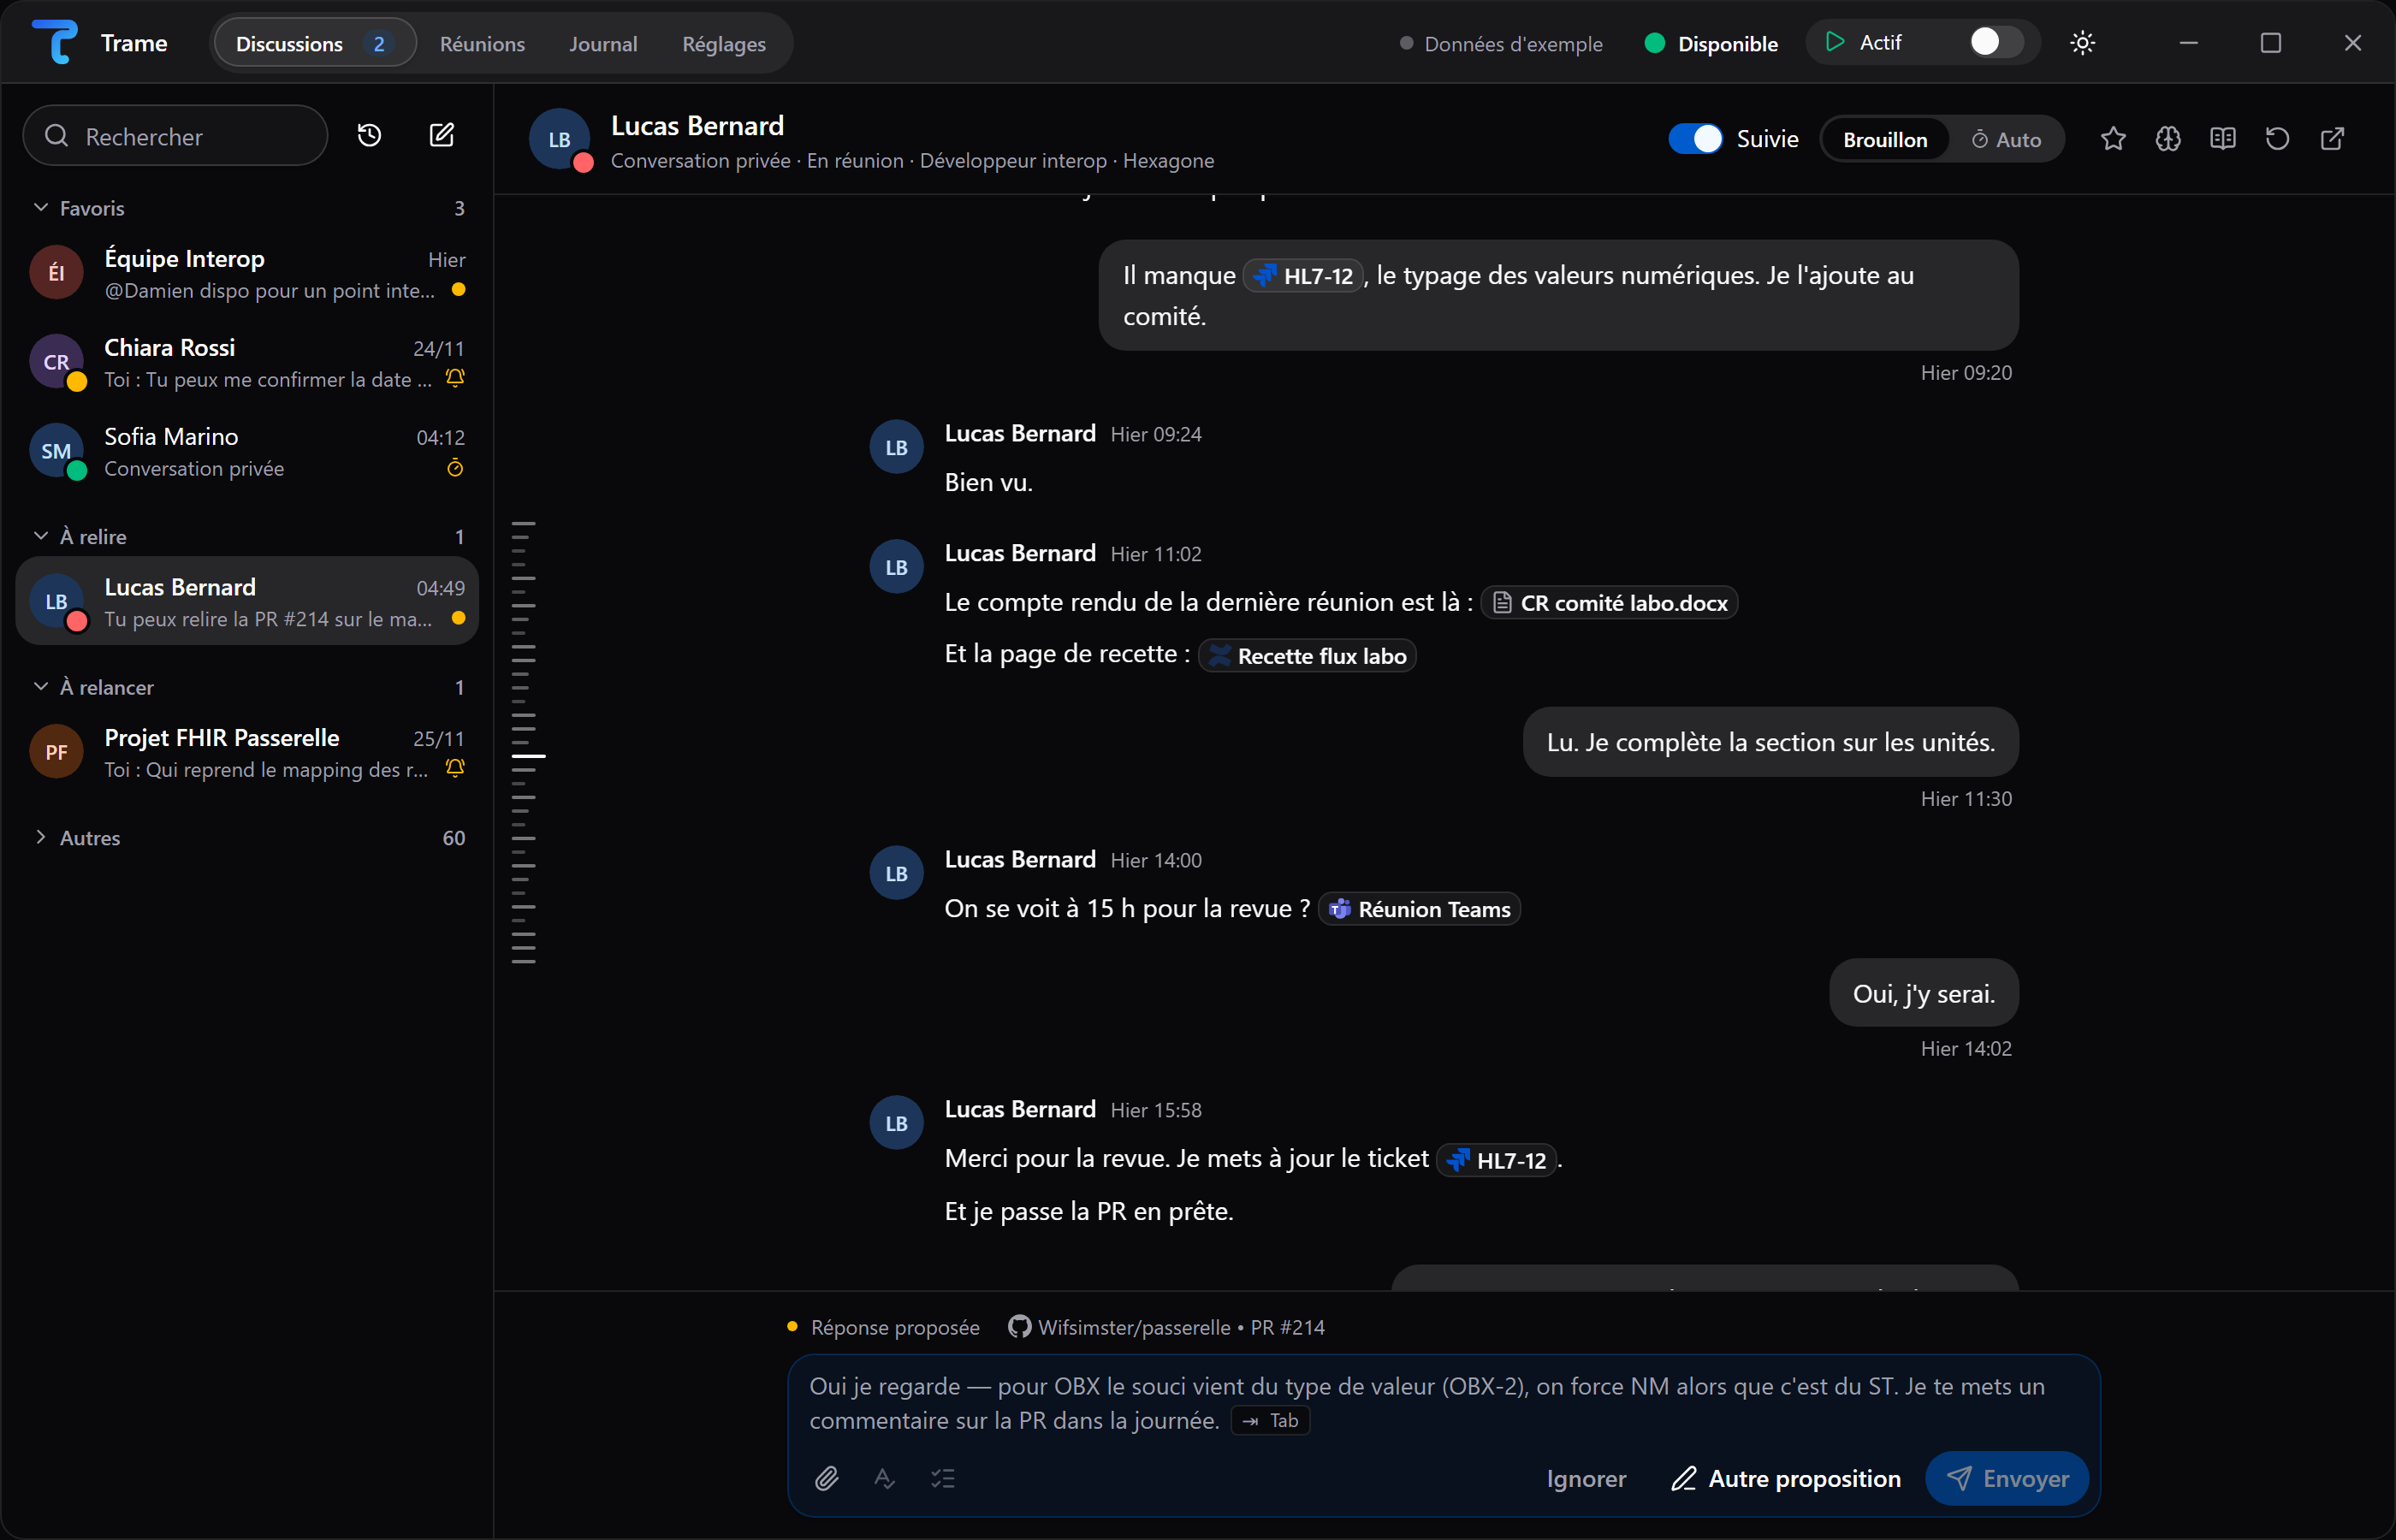 Trame
Discussions 2
Réunions
Journal
Réglages
Données d'exemple
Disponible
Actif
Rechercher
Favoris 3
ÉI
Équipe Interop Hier
@Damien dispo pour un point inte...
CR
Chiara Rossi 24/11
Toi : Tu peux me confirmer la date ...
SM
Sofia Marino 04:12
Conversation privée
À relire 1
LB
Lucas Bernard 04:49
Tu peux relire la PR #214 sur le ma...
À relancer 1
PF
Projet FHIR Passerelle 25/11
Toi : Qui reprend le mapping des r...
Autres 60
LB
Lucas Bernard
Conversation privée · En réunion · Développeur interop · Hexagone
Suivie
Brouillon
Auto
Il manque HL7-12, le typage des valeurs numériques. Je l'ajoute au
comité.
Hier 09:20
LB
Lucas Bernard Hier 09:24
Bien vu.
LB
Lucas Bernard Hier 11:02
Le compte rendu de la dernière réunion est là : CR comité labo.docx
Et la page de recette : Recette flux labo
Lu. Je complète la section sur les unités.
Hier 11:30
LB
Lucas Bernard Hier 14:00
On se voit à 15 h pour la revue ? Réunion Teams
Oui, j'y serai.
Hier 14:02
LB
Lucas Bernard Hier 15:58
Merci pour la revue. Je mets à jour le ticket HL7-12.
Et je passe la PR en prête.
Réponse proposée
Wifsimster/passerelle • PR #214
Oui je regarde — pour OBX le souci vient du type de valeur (OBX-2), on force NM alors que c'est du ST. Je te mets un
commentaire sur la PR dans la journée. Tab
Ignorer
Autre proposition
Envoyer